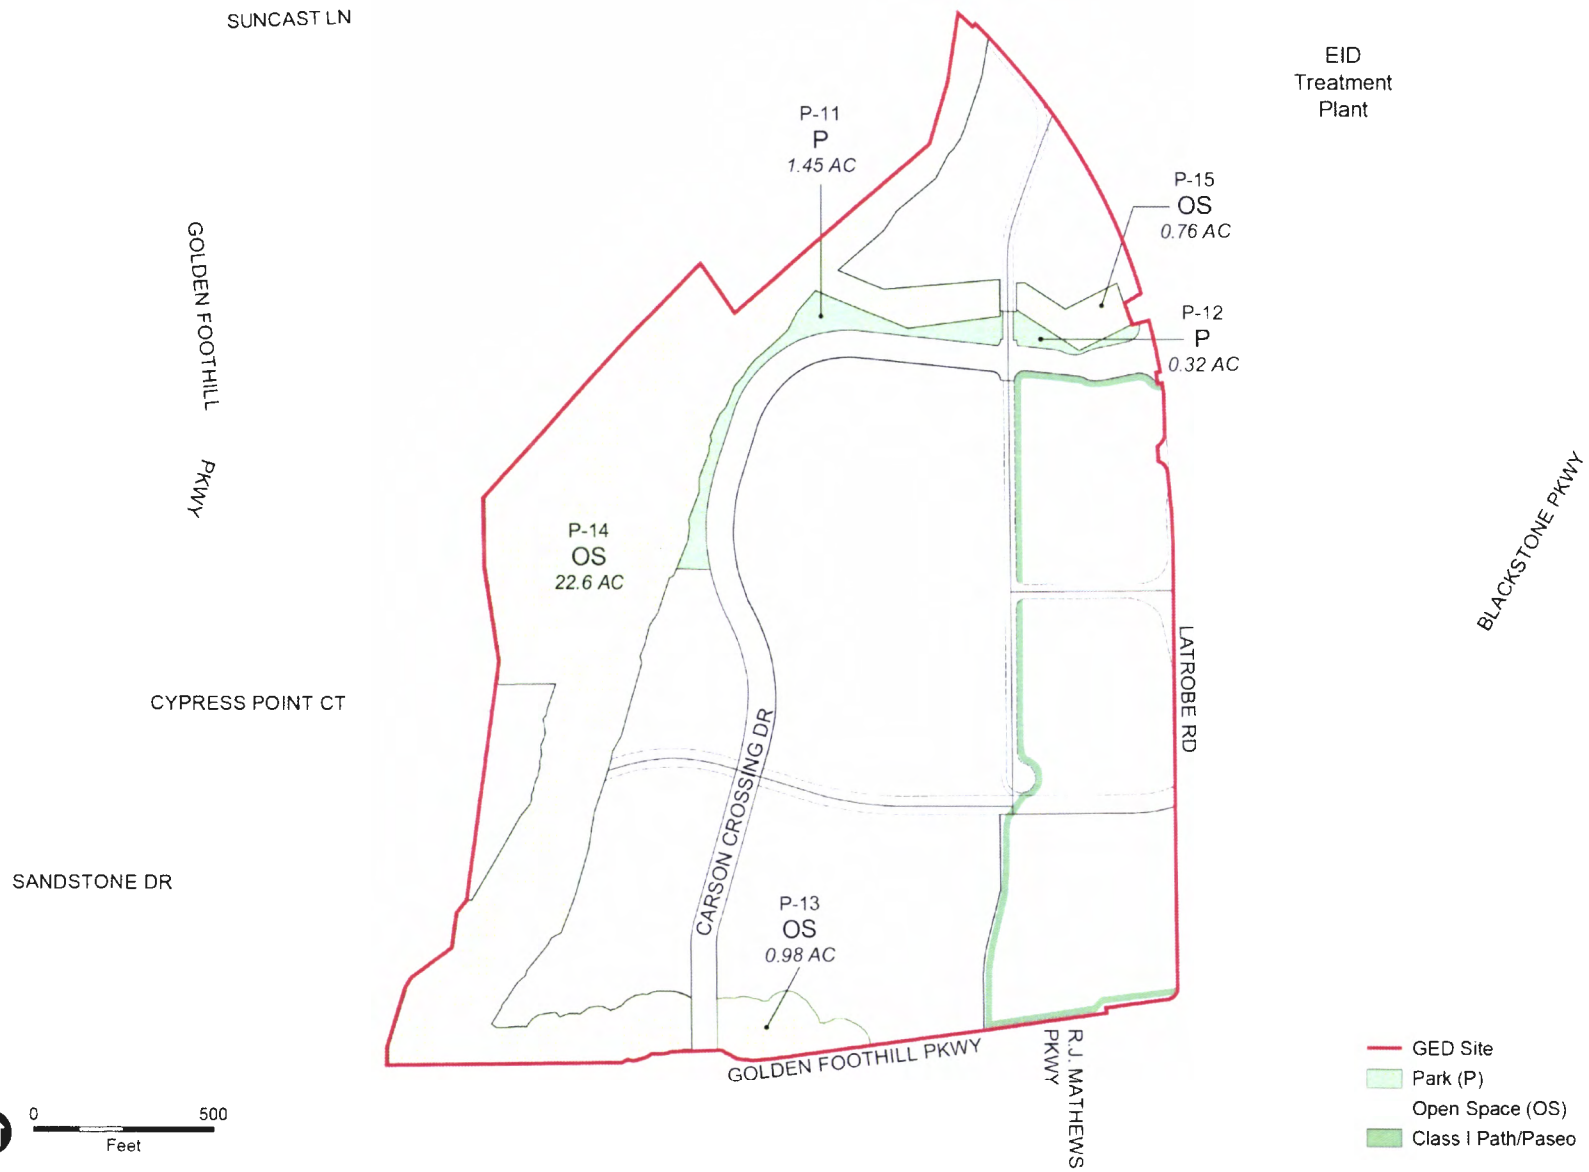 SUNCAST LN
EID
Treatment
Plant
P-11
P
1.45 AC
P-15
OS
0.76 AC
GOLDEN FOOTHILL
PKWY
P-12
P
0.32 AC
P-14
OS
22.6 AC
BLACKSTONE PKWY
LATROBE RD
CYPRESS POINT CT
CARSON CROSSING DR
SANDSTONE DR
P-13
OS
0.98 AC
GOLDEN FOOTHILL PKWY
R.J. MATHEWS
PKWY
GED Site
Park (P)
Open Space (OS)
Class I Path/Paseo
0 500
Feet